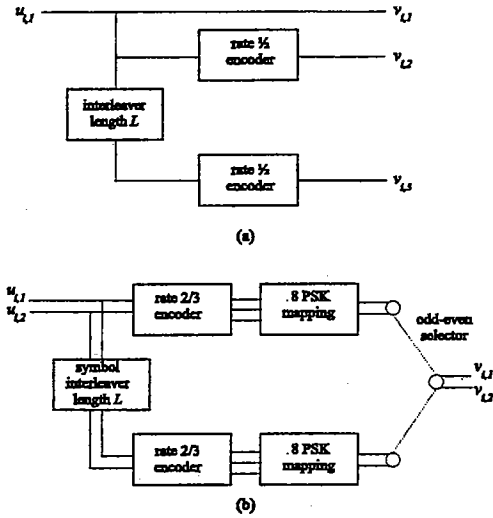 u_{i,1}
v_{i,1}
rate ½
encoder
v_{i,2}
interleaver
length L
rate ½
encoder
v_{i,3}
(a)
u_{i,1}
u_{i,2}
rate 2/3
encoder
8 PSK
mapping
odd-even
selector
v_{i,1}
v_{i,2}
symbol
interleaver
length L
rate 2/3
encoder
8 PSK
mapping
(b)